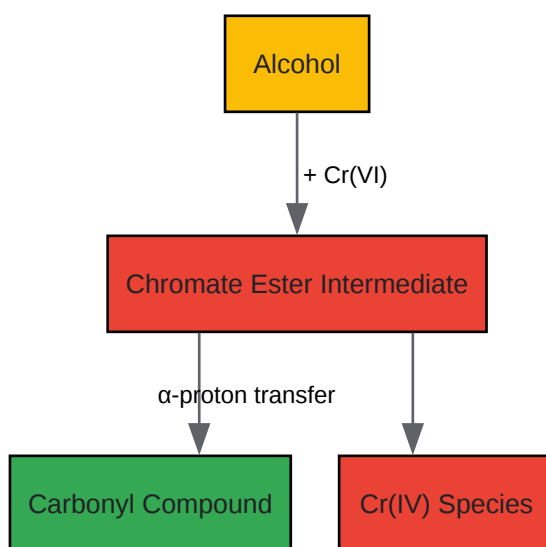 Alcohol
+ Cr(VI)
Chromate Ester Intermediate
α-proton transfer
Carbonyl Compound
Cr(IV) Species